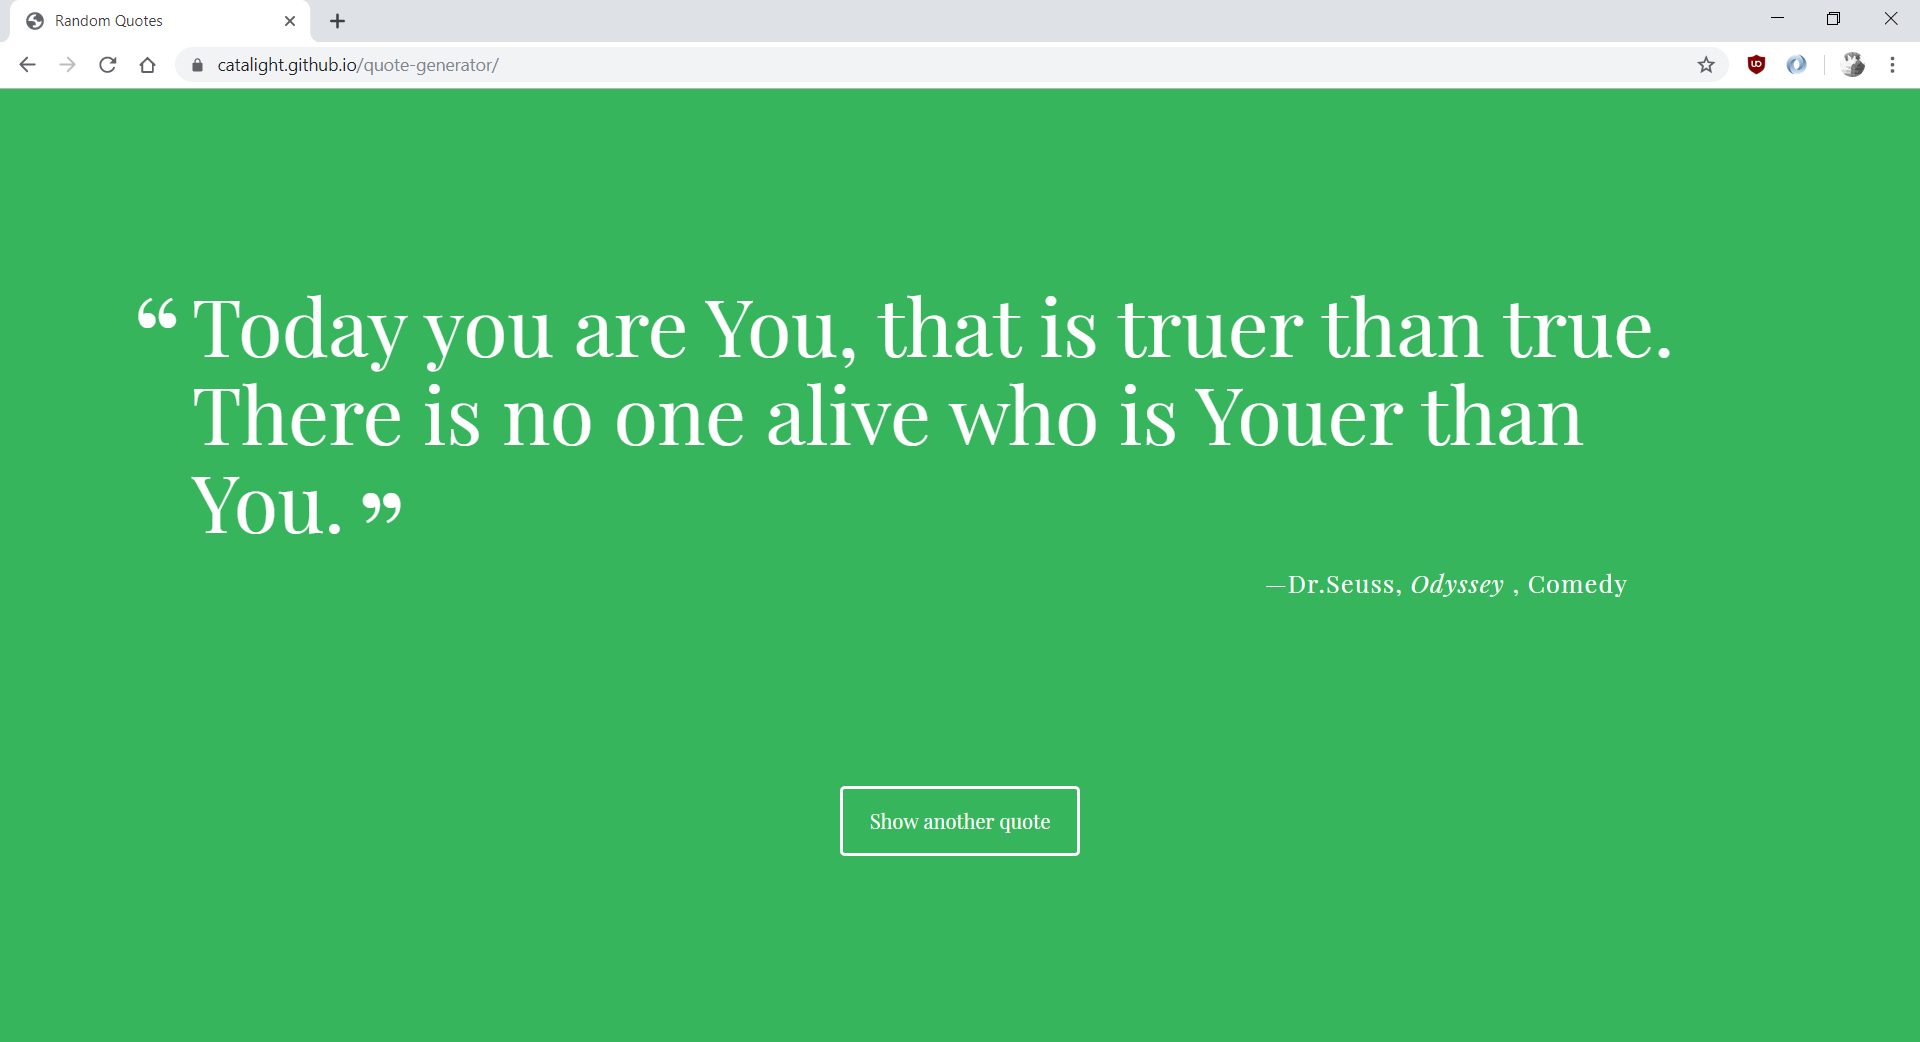 Random Quotes
catalight.github.io/quote-generator/
“Today you are You, that is truer than true.
There is no one alive who is Youer than
You.”
—Dr.Seuss, Odyssey , Comedy
Show another quote